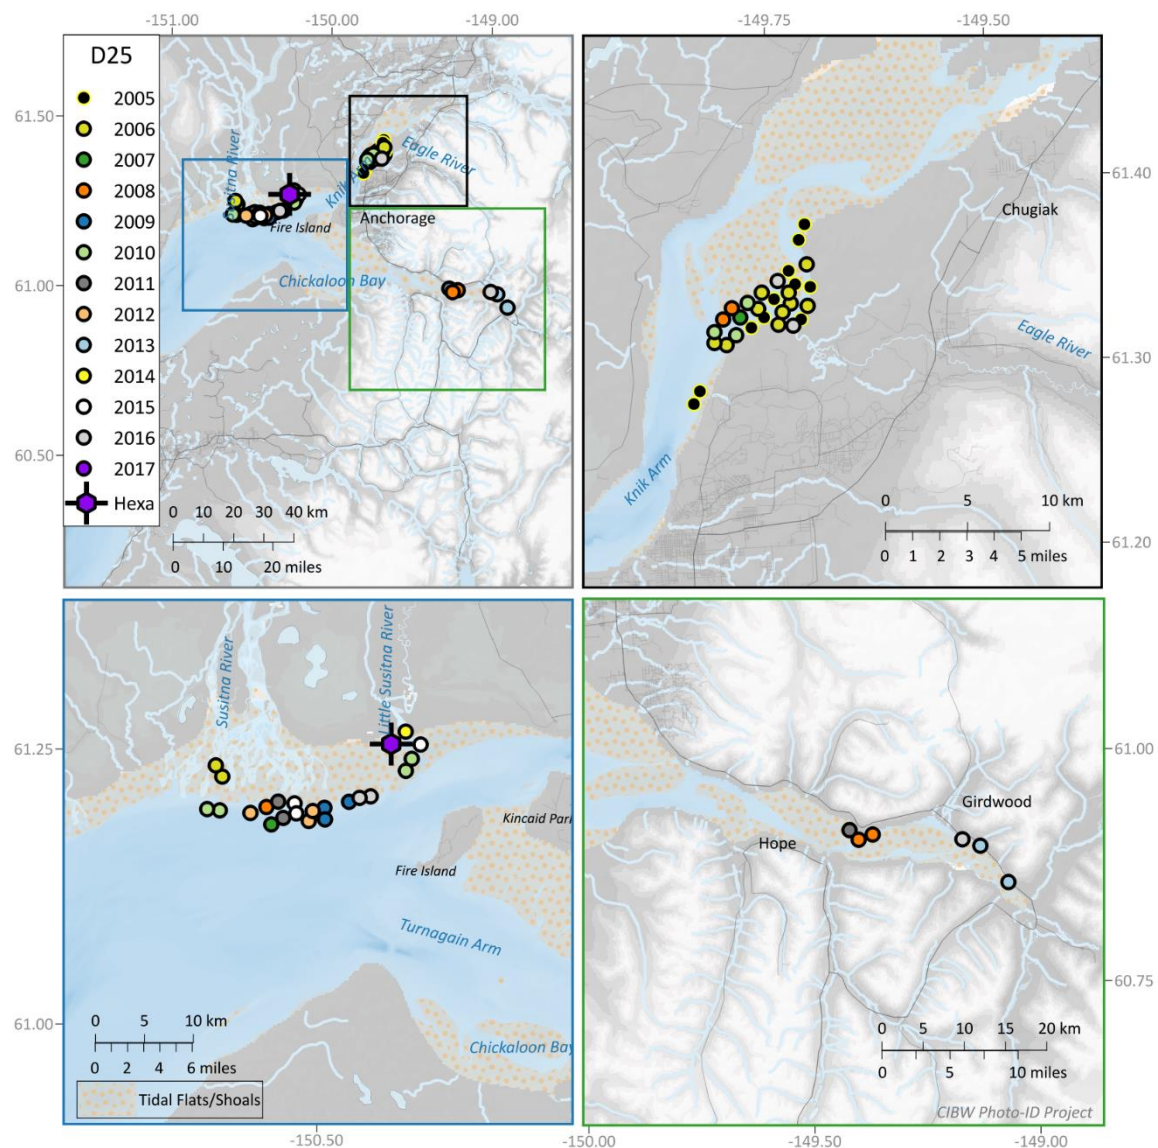 -151.00 -150.00 -149.00
-149.75 -149.50
61.50
61.00
60.50
D25
2005
2006
2007
2008
2009
2010
2011
2012
2013
2014
2015
2016
2017
Hexa
0 10 20 30 40 km
0 10 20 miles
Eagle River
Knik Arm
Anchorage
Fire Island
Chickaloon Bay
61.40
61.30
61.20
Chugiak
Eagle River
Knik Arm
0 5 10 km
0 1 2 3 4 5 miles
61.25
61.00
Susitna River
Little Susitna River
Kincaid Park
Fire Island
Turnagain Arm
Chickaloon Bay
0 5 10 km
0 2 4 6 miles
Tidal Flats/Shoals
-150.50
61.00
60.75
Girdwood
Hope
0 5 10 15 20 km
0 5 10 miles
CIBW Photo-ID Project
-150.00 -149.50 -149.00